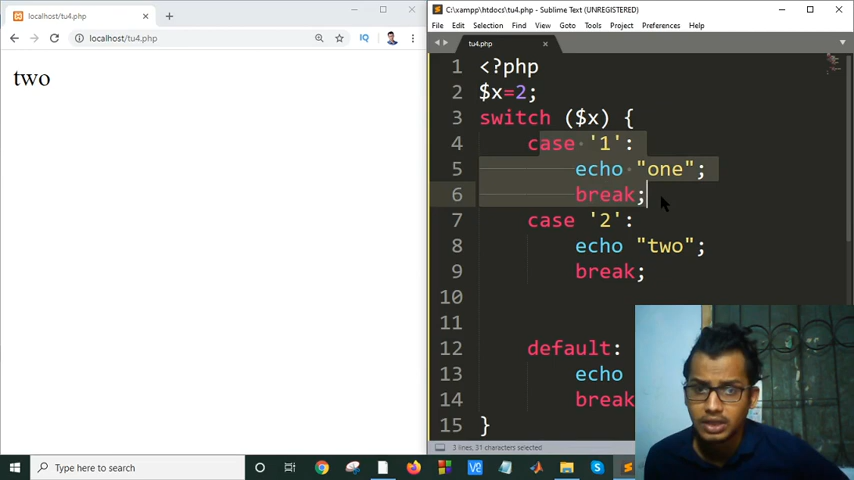 localhost/tu4.php
localhost/tu4.php
IQ
two
C:\xampp\htdocs\tu4.php - Sublime Text (UNREGISTERED)
File Edit Selection Find View Goto Tools Project Preferences Help
tu4.php
1 <?php
2 $x=2;
3 switch ($x) {
4 case '1':
5 echo "one";
6 break;
7 case '2':
8 echo "two";
9 break;
10
11
12 default:
13 echo
14 break
15 }
3 lines, 31 characters selected
Type here to search